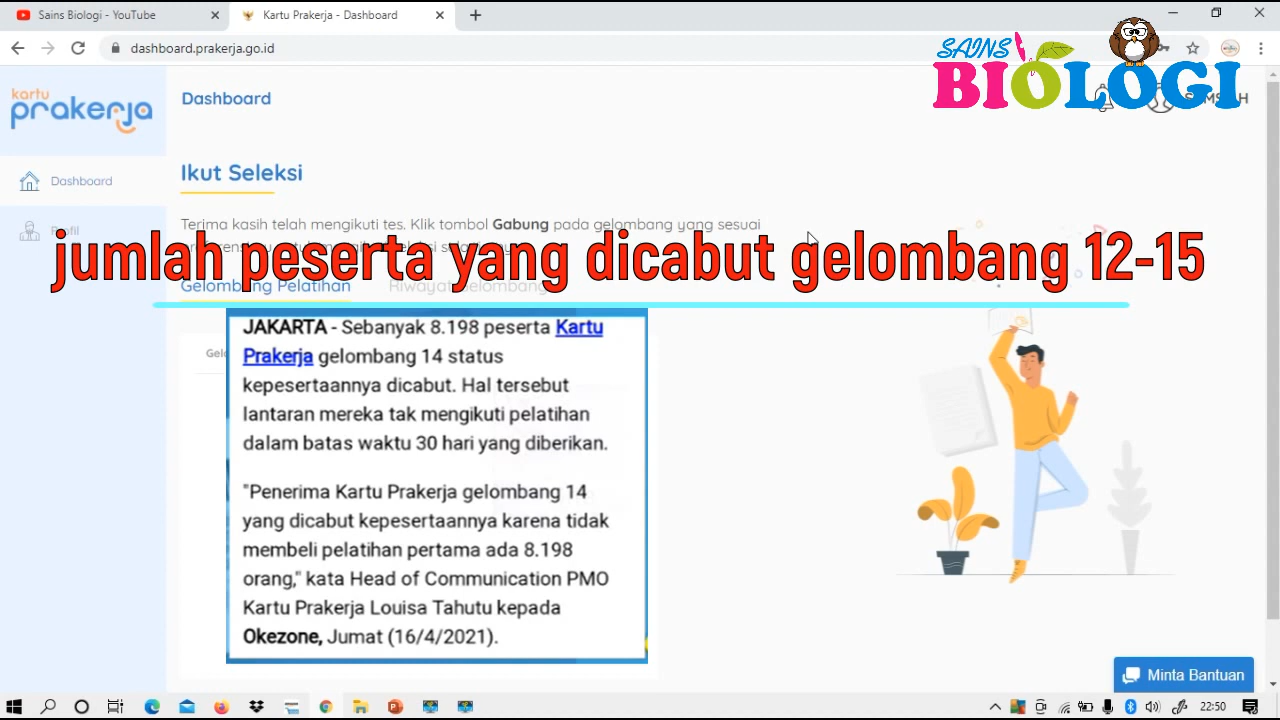 Sains Biologi - YouTube
Kartu Prakerja - Dashboard
dashboard.prakerja.go.id
SAINS
BIOLOGI
kartu
prakerja
Dashboard
Dashboard
Profil
Ikut Seleksi
Terima kasih telah mengikuti tes. Klik tombol Gabung pada gelombang yang sesuai
jumlah peserta yang dicabut gelombang 12-15
Gelombang Pelatihan
Riwayat Gelombang
JAKARTA - Sebanyak 8.198 peserta Kartu
Prakerja gelombang 14 status
kepesertaannya dicabut. Hal tersebut
lantaran mereka tak mengikuti pelatihan
dalam batas waktu 30 hari yang diberikan.
"Penerima Kartu Prakerja gelombang 14
yang dicabut kepesertaannya karena tidak
membeli pelatihan pertama ada 8.198
orang," kata Head of Communication PMO
Kartu Prakerja Louisa Tahutu kepada
Okezone, Jumat (16/4/2021).
Minta Bantuan
22:50